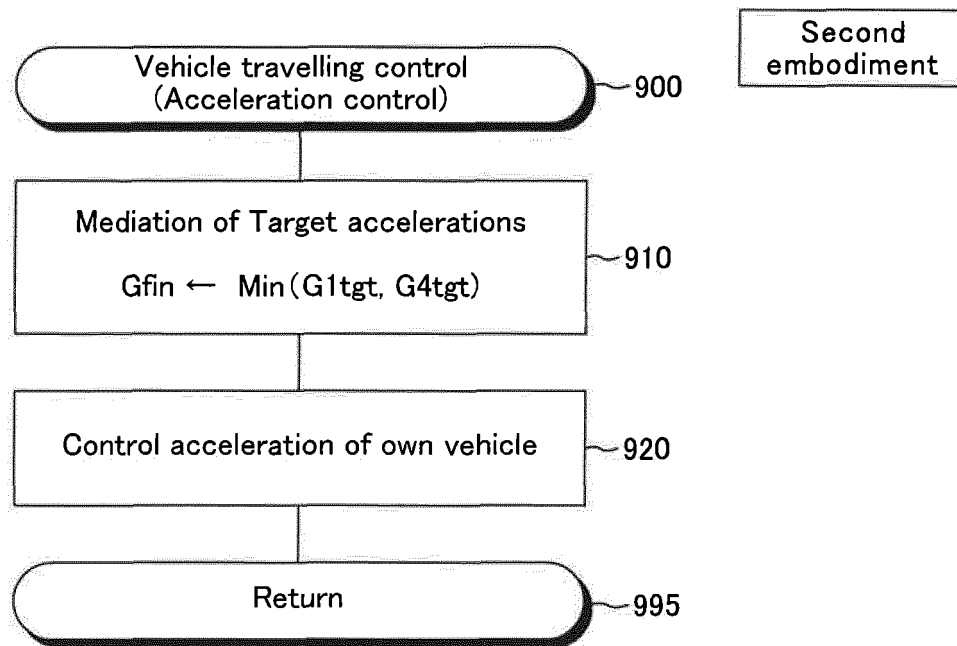 Second
embodiment
Vehicle travelling control
(Acceleration control)
900
Mediation of Target accelerations
Gfin ← Min(G1tgt, G4tgt)
910
Control acceleration of own vehicle
920
Return
995